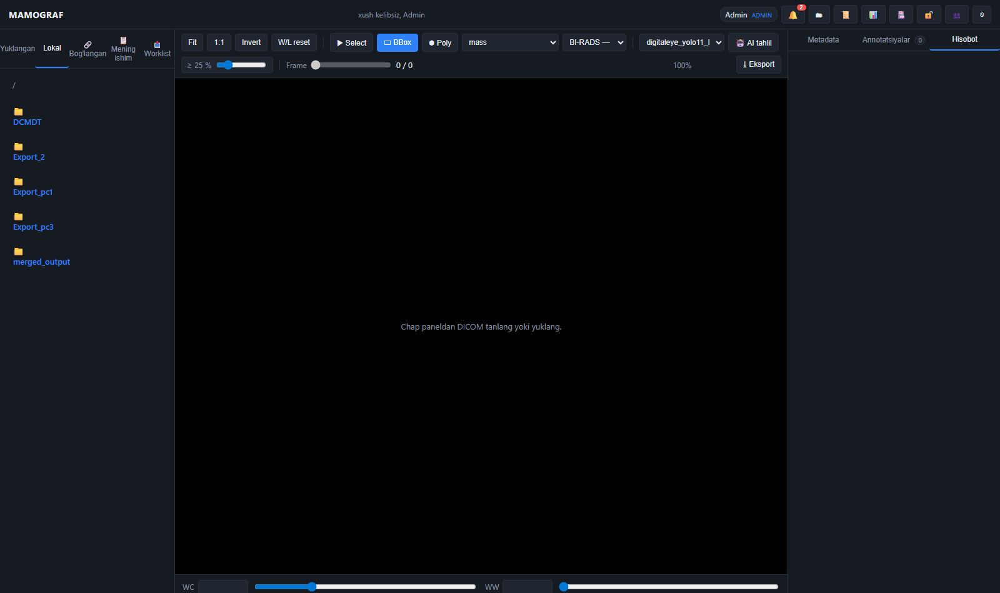 MAMOGRAF
xush kelibsiz, Admin
Admin ADMIN
2
Yuklangan
Lokal
Bog'langan
Mening ishim
Worklist
Fit
1:1
Invert
W/L reset
Select
BBox
Poly
mass
BI-RADS —
digitaleye_yolo11_l
AI tahlil
≥ 25 %
Frame
0 / 0
100%
Eksport
Metadata
Annotatsiyalar 0
Hisobot
/
DCMDT
Export_2
Export_pc1
Export_pc3
merged_output
Chap paneldan DICOM tanlang yoki yuklang.
WC
WW